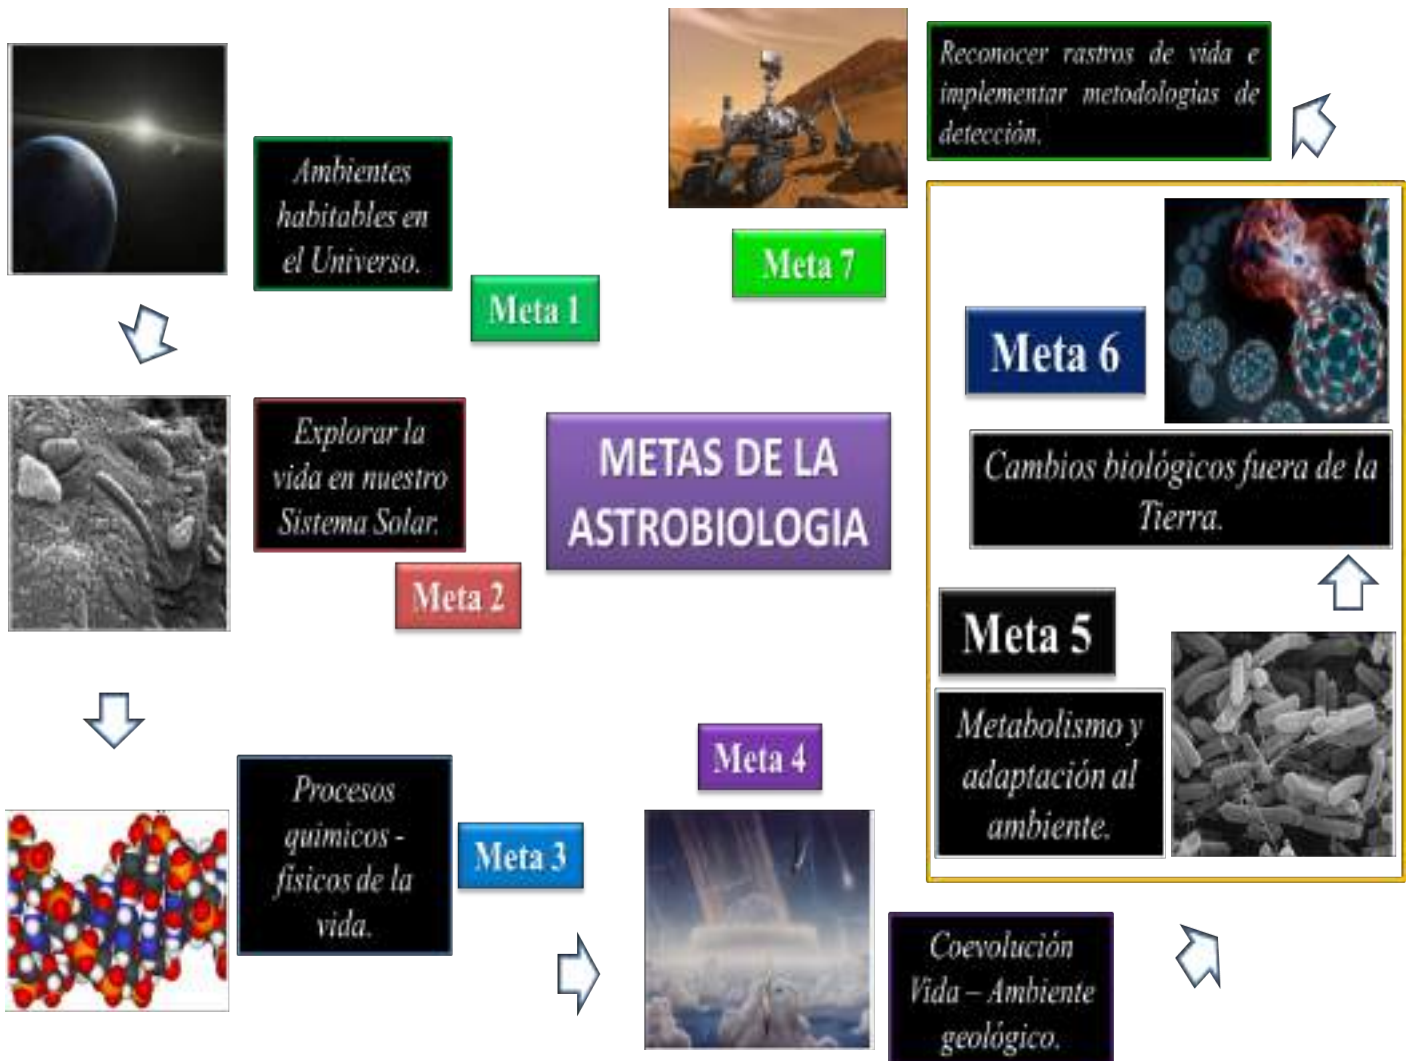 Ambientes
habitables en
el Universo.
Meta 1
Explorar la
vida en nuestro
Sistema Solar.
Meta 2
Procesos
químicos -
físicos de la
vida.
Meta 3
METAS DE LA
ASTROBIOLOGIA
Meta 4
Coevolución
Vida – Ambiente
geológico.
Meta 5
Metabolismo y
adaptación al
ambiente.
Meta 6
Cambios biológicos fuera de la
Tierra.
Meta 7
Reconocer rastros de vida e
implementar metodologías de
detección.